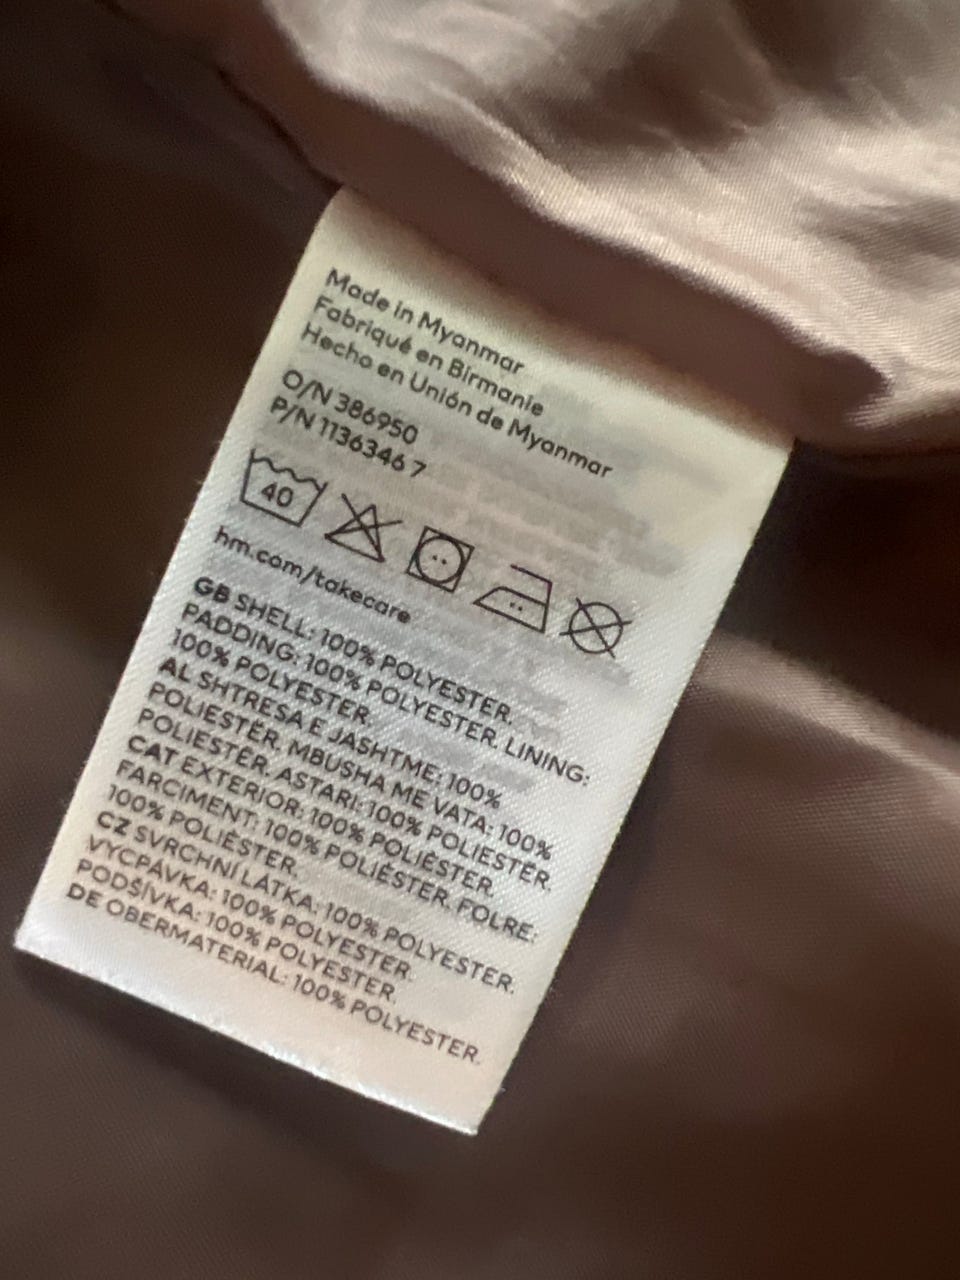 Made in Myanmar
Fabriqué en Birmanie
Hecho en Unión de Myanmar
O/N 386950
P/N 1136346 7
40
hm.com/takecare
GB SHELL: 100% POLYESTER.
PADDING: 100% POLYESTER. LINING:
100% POLYESTER.
AL SHTRESA E JASHTME: 100%
POLIESTËR. MBUSHA ME VATA: 100%
POLIESTËR. ASTARI: 100% POLIESTËR.
CAT EXTERIOR: 100% POLIÈSTER.
FARCIMENT: 100% POLIÈSTER. FOLRE:
100% POLIÈSTER.
CZ SVRCHNÍ LÁTKA: 100% POLYESTER.
VYCPÁVKA: 100% POLYESTER.
PODŠÍVKA: 100% POLYESTER.
DE OBERMATERIAL: 100% POLYESTER.